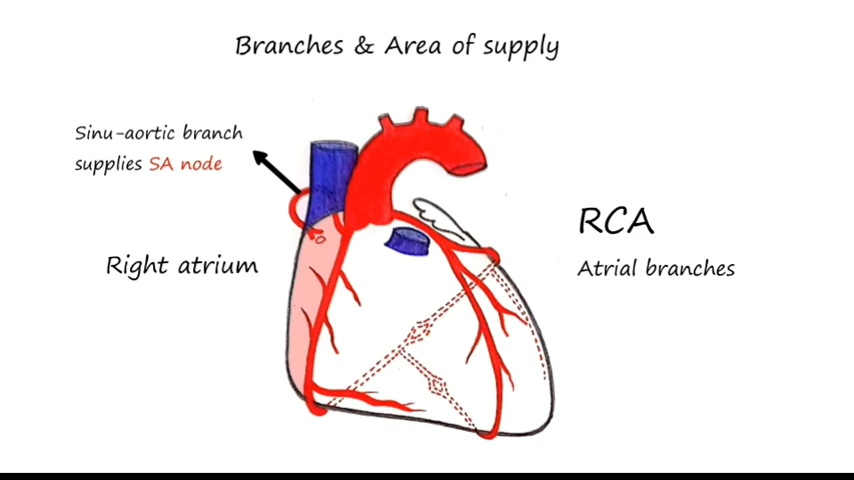 Branches & Area of supply
Sinu-aortic branch
supplies SA node
Right atrium
RCA
Atrial branches